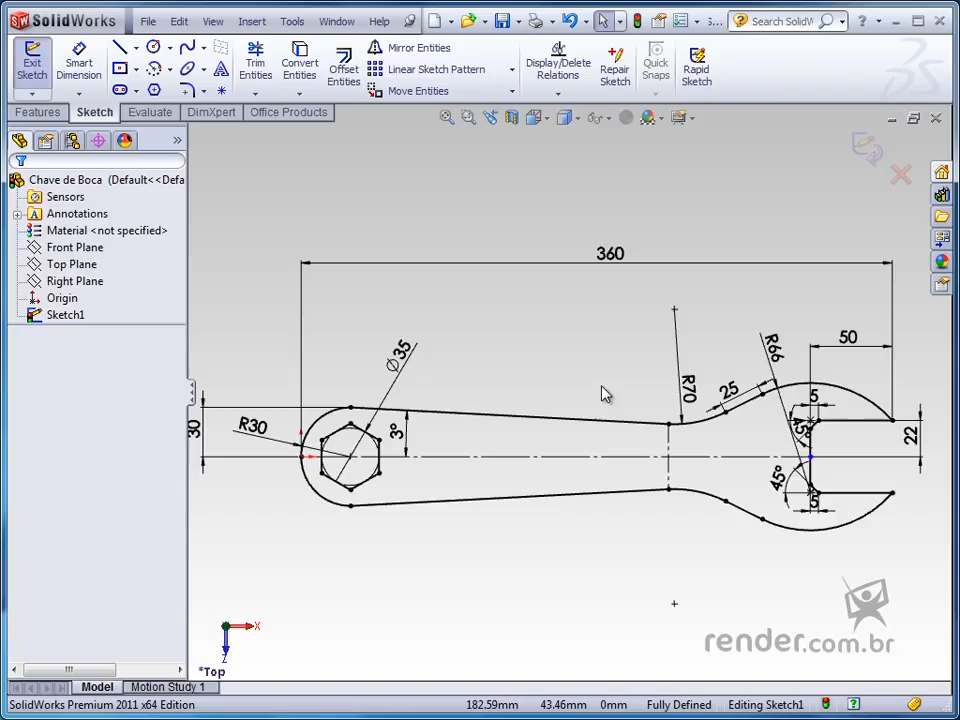 SolidWorks
File Edit View Insert Tools Window Help
S...
Search SolidW
Exit Sketch
Smart Dimension
Trim Entities
Convert Entities
Offset Entities
Mirror Entities
Linear Sketch Pattern
Move Entities
Display/Delete Relations
Repair Sketch
Quick Snaps
Rapid Sketch
Features Sketch Evaluate DimXpert Office Products
Chave de Boca (Default<<Defa
Sensors
Annotations
Material <not specified>
Front Plane
Top Plane
Right Plane
Origin
Sketch1
360
50
R66
Ø35
R70
25
5
30
R30
3°
45°
22
45°
5
X
Z
*Top
render.com.br
Model Motion Study 1
SolidWorks Premium 2011 x64 Edition 182.59mm 43.46mm 0mm Fully Defined Editing Sketch1